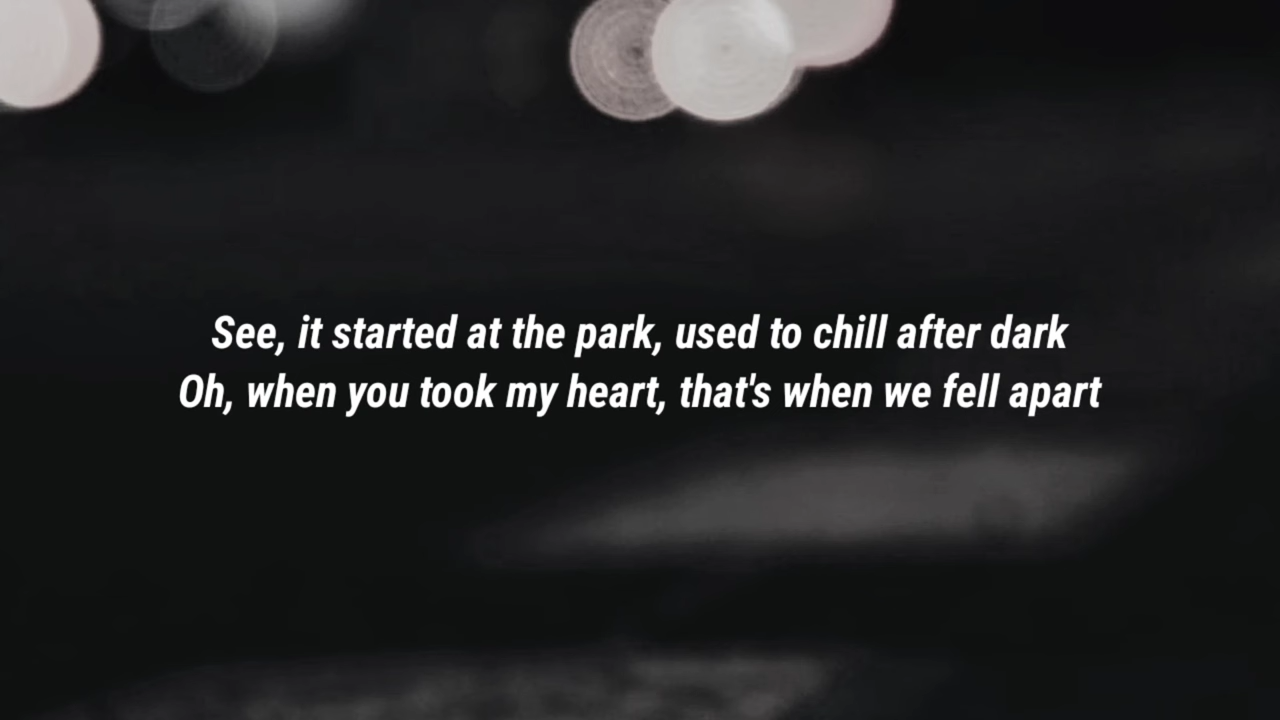 See, it started at the park, used to chill after dark
Oh, when you took my heart, that's when we fell apart